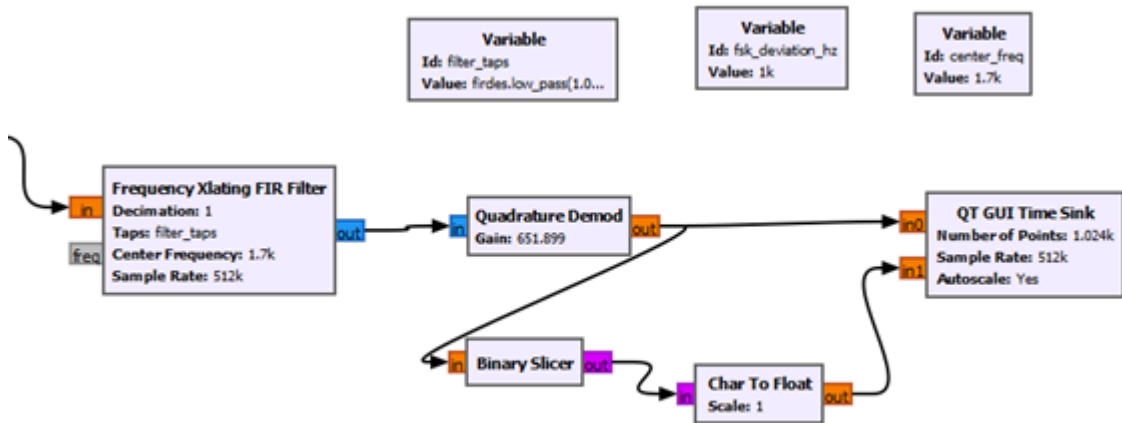 Variable
Id: filter_taps
Value: firdes.low_pass(1.0...
Variable
Id: fsk_deviation_hz
Value: 1k
Variable
Id: center_freq
Value: 1.7k
Frequency Xlating FIR Filter
Decimation: 1
Taps: filter_taps
Center Frequency: 1.7k
Sample Rate: 512k
in
freq
out
Quadrature Demod
Gain: 651.899
in
out
QT GUI Time Sink
Number of Points: 1.024k
Sample Rate: 512k
Autoscale: Yes
in0
in1
in
Binary Slicer
out
in
Char To Float
Scale: 1
out